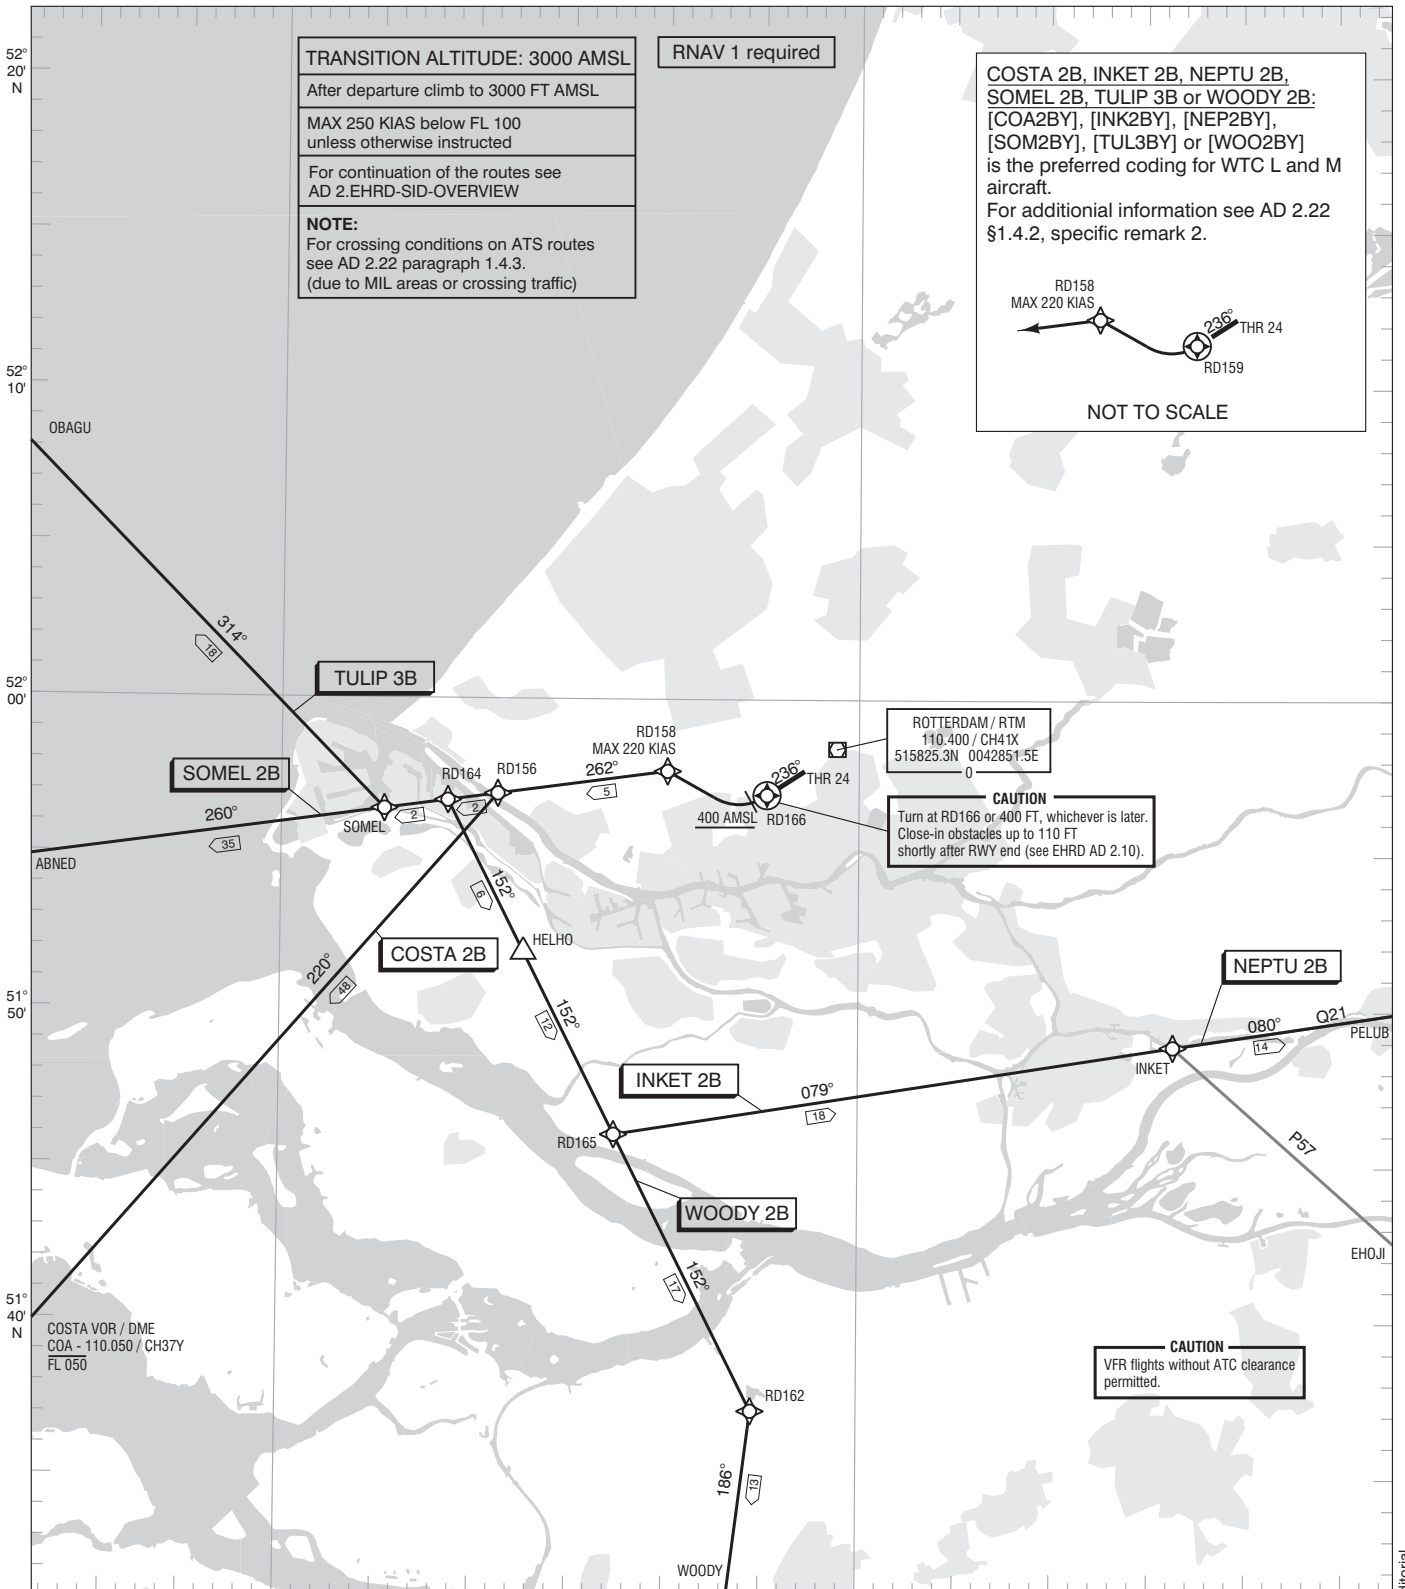 52°
20'
N
TRANSITION ALTITUDE: 3000 AMSL
After departure climb to 3000 FT AMSL
MAX 250 KIAS below FL 100
unless otherwise instructed
For continuation of the routes see
AD 2.EHRD-SID-OVERVIEW
NOTE:
For crossing conditions on ATS routes
see AD 2.22 paragraph 1.4.3.
(due to MIL areas or crossing traffic)
RNAV 1 required
COSTA 2B, INKET 2B, NEPTU 2B,
SOMEL 2B, TULIP 3B or WOODY 2B:
[COA2BY], [INK2BY], [NEP2BY],
[SOM2BY], [TUL3BY] or [WOO2BY]
is the preferred coding for WTC L and M
aircraft.
For additionial information see AD 2.22
§1.4.2, specific remark 2.
RD158
MAX 220 KIAS
236°
THR 24
RD159
NOT TO SCALE
52°
10'
OBAGU
314°
18
52°
00'
TULIP 3B
SOMEL 2B
260°
35
ABNED
SOMEL
2
RD164
2
RD156
262°
5
RD158
MAX 220 KIAS
236°
THR 24
400 AMSL
RD166
ROTTERDAM / RTM
110.400 / CH41X
515825.3N 0042851.5E
0
CAUTION
Turn at RD166 or 400 FT, whichever is later.
Close-in obstacles up to 110 FT
shortly after RWY end (see EHRD AD 2.10).
152°
6
HELHO
COSTA 2B
220°
48
51°
50'
152°
12
NEPTU 2B
080°
14
Q21
PELUB
INKET
INKET 2B
079°
18
RD165
P57
EHOJI
WOODY 2B
152°
17
51°
40'
N
COSTA VOR / DME
COA - 110.050 / CH37Y
FL 050
CAUTION
VFR flights without ATC clearance
permitted.
RD162
186°
13
WOODY